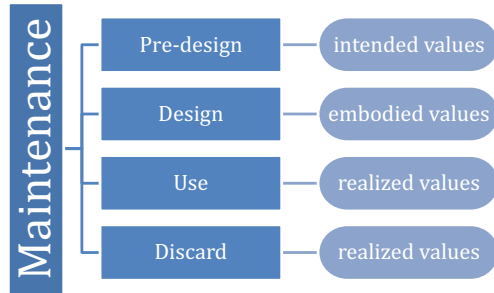 Maintenance
Pre-design
intended values
Design
embodied values
Use
realized values
Discard
realized values